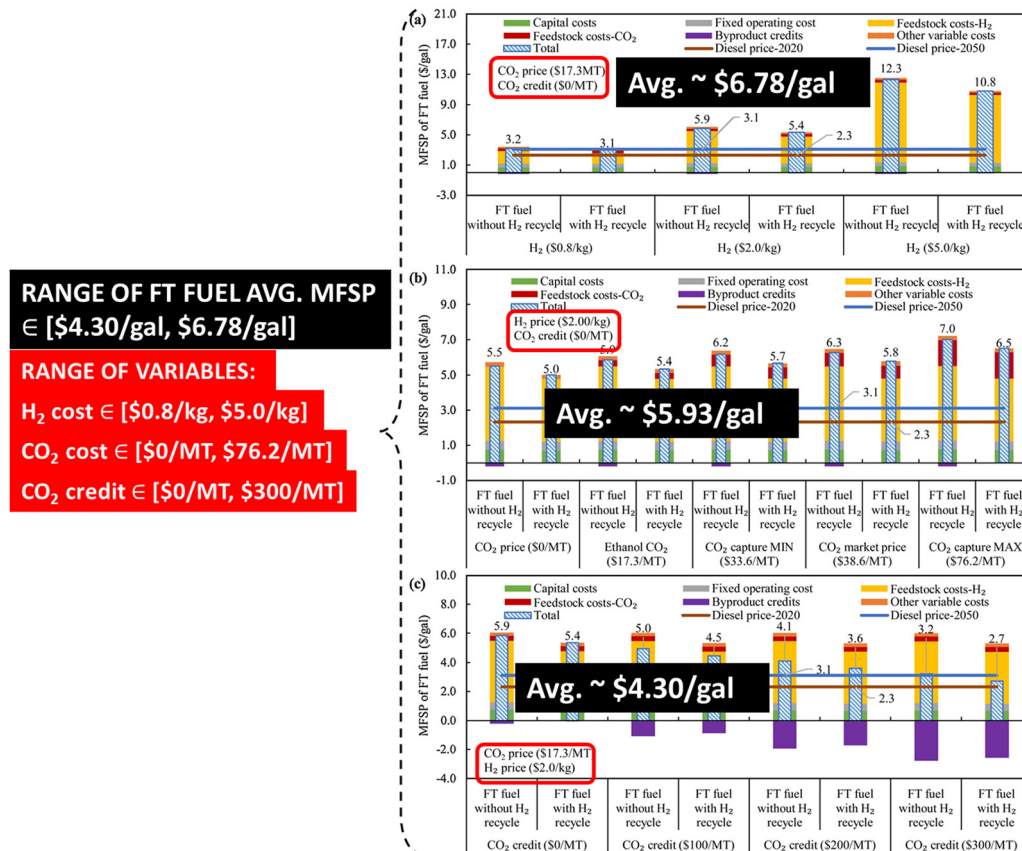 RANGE OF FT FUEL AVG. MFSP
∈ [$4.30/gal, $6.78/gal]
RANGE OF VARIABLES:
H₂ cost ∈ [$0.8/kg, $5.0/kg]
CO₂ cost ∈ [$0/MT, $76.2/MT]
CO₂ credit ∈ [$0/MT, $300/MT]
(a)
Capital costs Fixed operating cost Feedstock costs-H₂
Feedstock costs-CO₂ Byproduct credits Other variable costs
Total Diesel price-2020 Diesel price-2050
CO₂ price ($17.3MT)
CO₂ credit ($0/MT)
Avg. ~ $6.78/gal
MFSP of FT fuel ($/gal)
21.0
17.0
13.0
9.0
5.0
1.0
-3.0
3.2 3.1 5.9 5.4 12.3 10.8
3.1
2.3
FT fuel without H₂ recycle FT fuel with H₂ recycle FT fuel without H₂ recycle FT fuel with H₂ recycle FT fuel without H₂ recycle FT fuel with H₂ recycle
H₂ ($0.8/kg) H₂ ($2.0/kg) H₂ ($5.0/kg)
(b)
Capital costs Fixed operating cost Feedstock costs-H₂
Feedstock costs-CO₂ Byproduct credits Other variable costs
Total Diesel price-2020 Diesel price-2050
H₂ price ($2.00/kg)
CO₂ credit ($0/MT)
Avg. ~ $5.93/gal
MFSP of FT fuel ($/gal)
11.0
9.0
7.0
5.0
3.0
1.0
-1.0
5.5 5.0 5.9 5.4 6.2 5.7 6.3 5.8 7.0 6.5
3.1
2.3
FT fuel without H₂ recycle FT fuel with H₂ recycle FT fuel without H₂ recycle FT fuel with H₂ recycle FT fuel without H₂ recycle FT fuel with H₂ recycle FT fuel without H₂ recycle FT fuel with H₂ recycle FT fuel without H₂ recycle FT fuel with H₂ recycle
CO₂ price ($0/MT) Ethanol CO₂ ($17.3/MT) CO₂ capture MIN ($33.6/MT) CO₂ market price ($38.6/MT) CO₂ capture MAX ($76.2/MT)
(c)
Capital costs Fixed operating cost Feedstock costs-H₂
Feedstock costs-CO₂ Byproduct credits Other variable costs
Total Diesel price-2020 Diesel price-2050
Avg. ~ $4.30/gal
MFSP of FT fuel ($/gal)
10.0
8.0
6.0
4.0
2.0
0.0
-2.0
-4.0
5.9 5.4 5.0 4.5 4.1 3.6 3.2 2.7
3.1
2.3
CO₂ price ($17.3/MT
H₂ price ($2.0/kg)
FT fuel without H₂ recycle FT fuel with H₂ recycle FT fuel without H₂ recycle FT fuel with H₂ recycle FT fuel without H₂ recycle FT fuel with H₂ recycle FT fuel without H₂ recycle FT fuel with H₂ recycle
CO₂ credit ($0/MT) CO₂ credit ($100/MT) CO₂ credit ($200/MT) CO₂ credit ($300/MT)